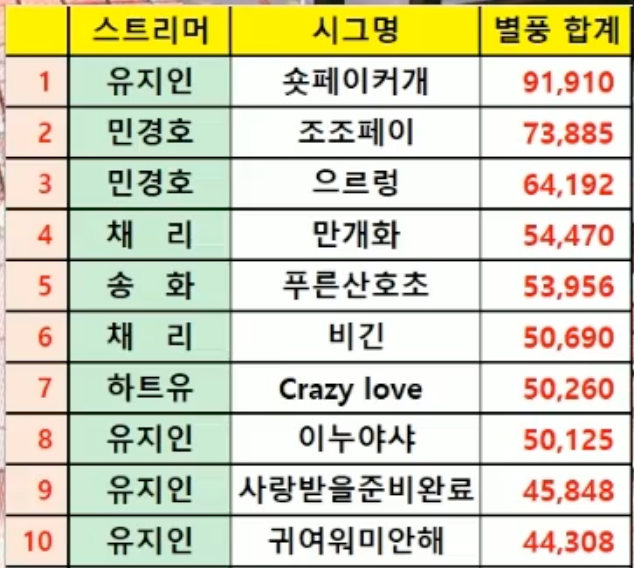 스트리머 시그명 별풍 합계
1 유지인 숏페이커개 91,910
2 민경호 조조페이 73,885
3 민경호 으르렁 64,192
4 채 리 만개화 54,470
5 송 화 푸른산호초 53,956
6 채 리 비긴 50,690
7 하트유 Crazy love 50,260
8 유지인 이누야샤 50,125
9 유지인 사랑받을준비완료 45,848
10 유지인 귀여워미안해 44,308